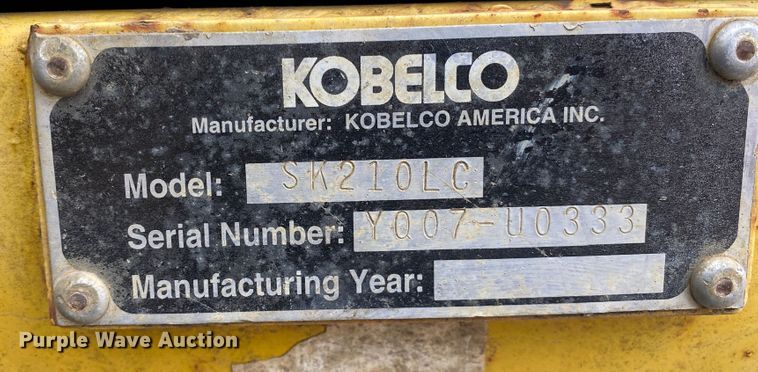 KOBELCO
Manufacturer: KOBELCO AMERICA INC.
Model: SK210LC
Serial Number: YQ07-U0333
Manufacturing Year:
Purple Wave Auction